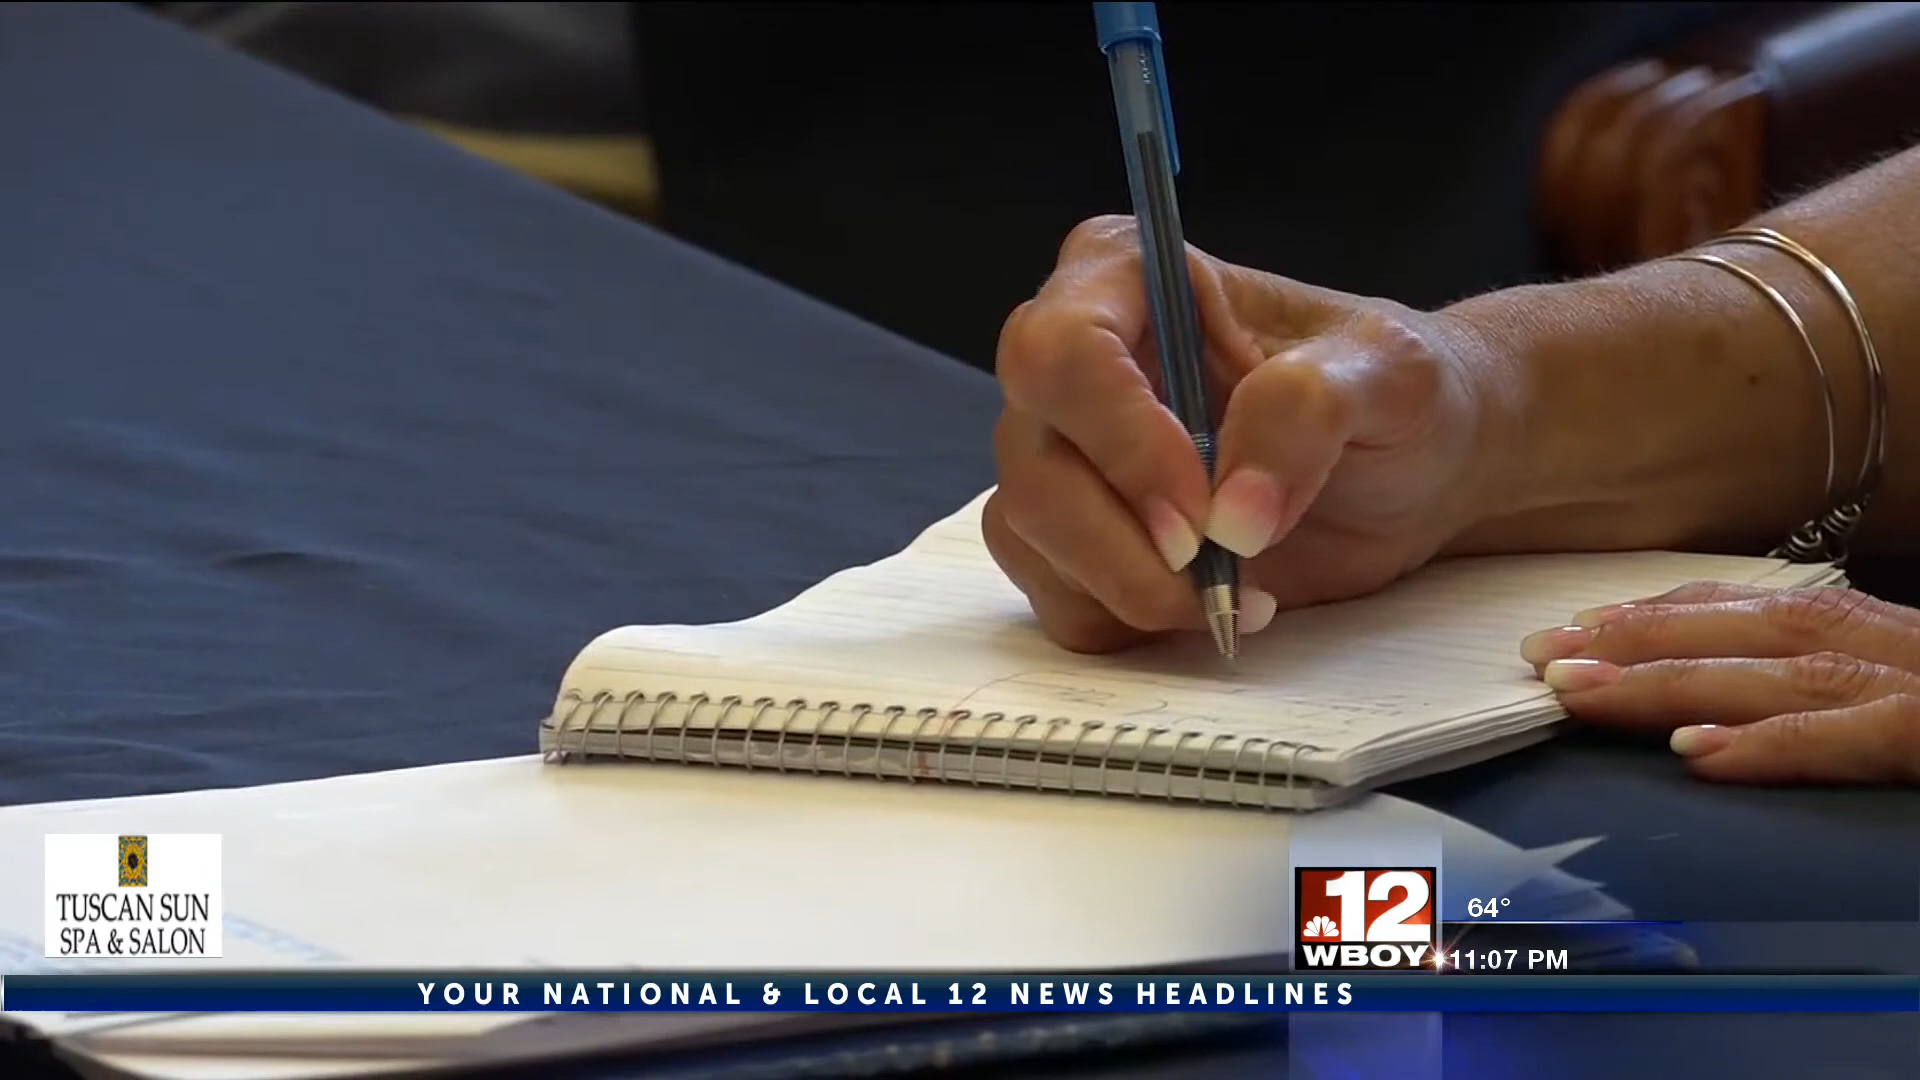 TUSCAN SUN
SPA & SALON
12
WBOY
64°
11:07 PM
YOUR NATIONAL & LOCAL 12 NEWS HEADLINES